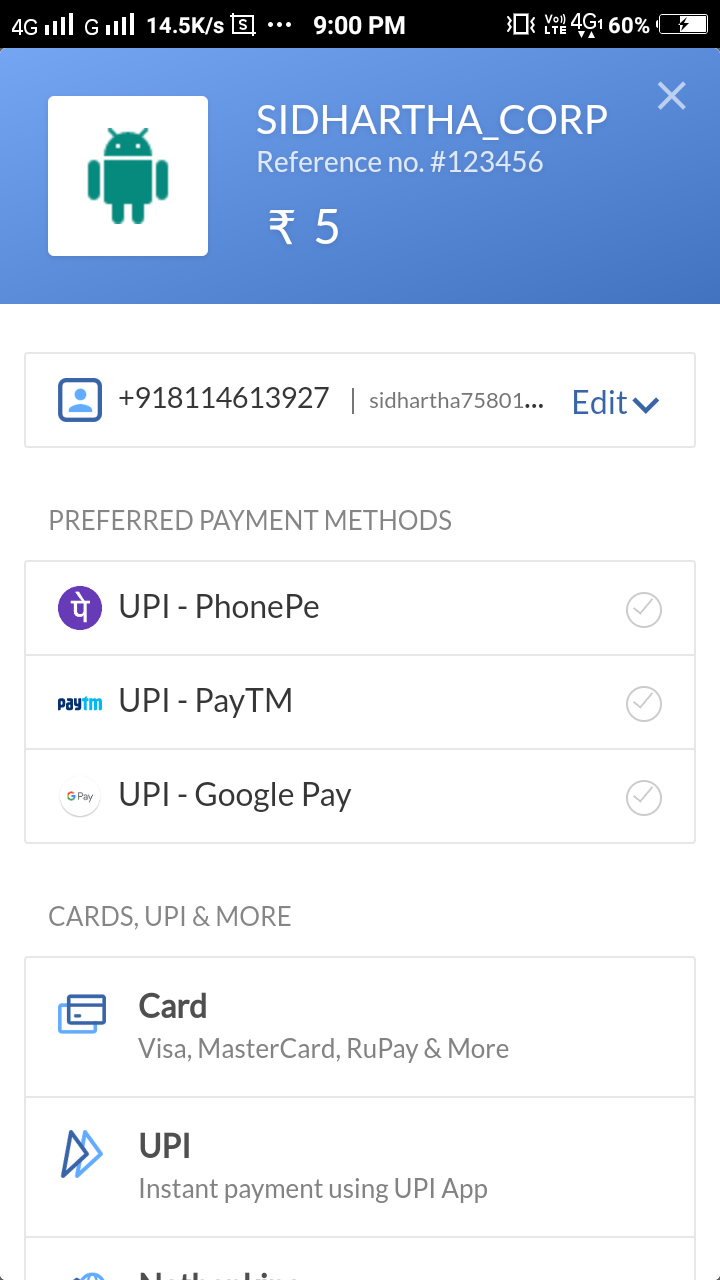 4G G 14.5K/s S ••• 9:00 PM Vo)) LTE 4G1 60%
SIDHARTHA_CORP
Reference no. #123456
₹ 5
+918114613927 | sidhartha75801... Edit
PREFERRED PAYMENT METHODS
पे UPI - PhonePe
paytm UPI - PayTM
G Pay UPI - Google Pay
CARDS, UPI & MORE
Card
Visa, MasterCard, RuPay & More
UPI
Instant payment using UPI App